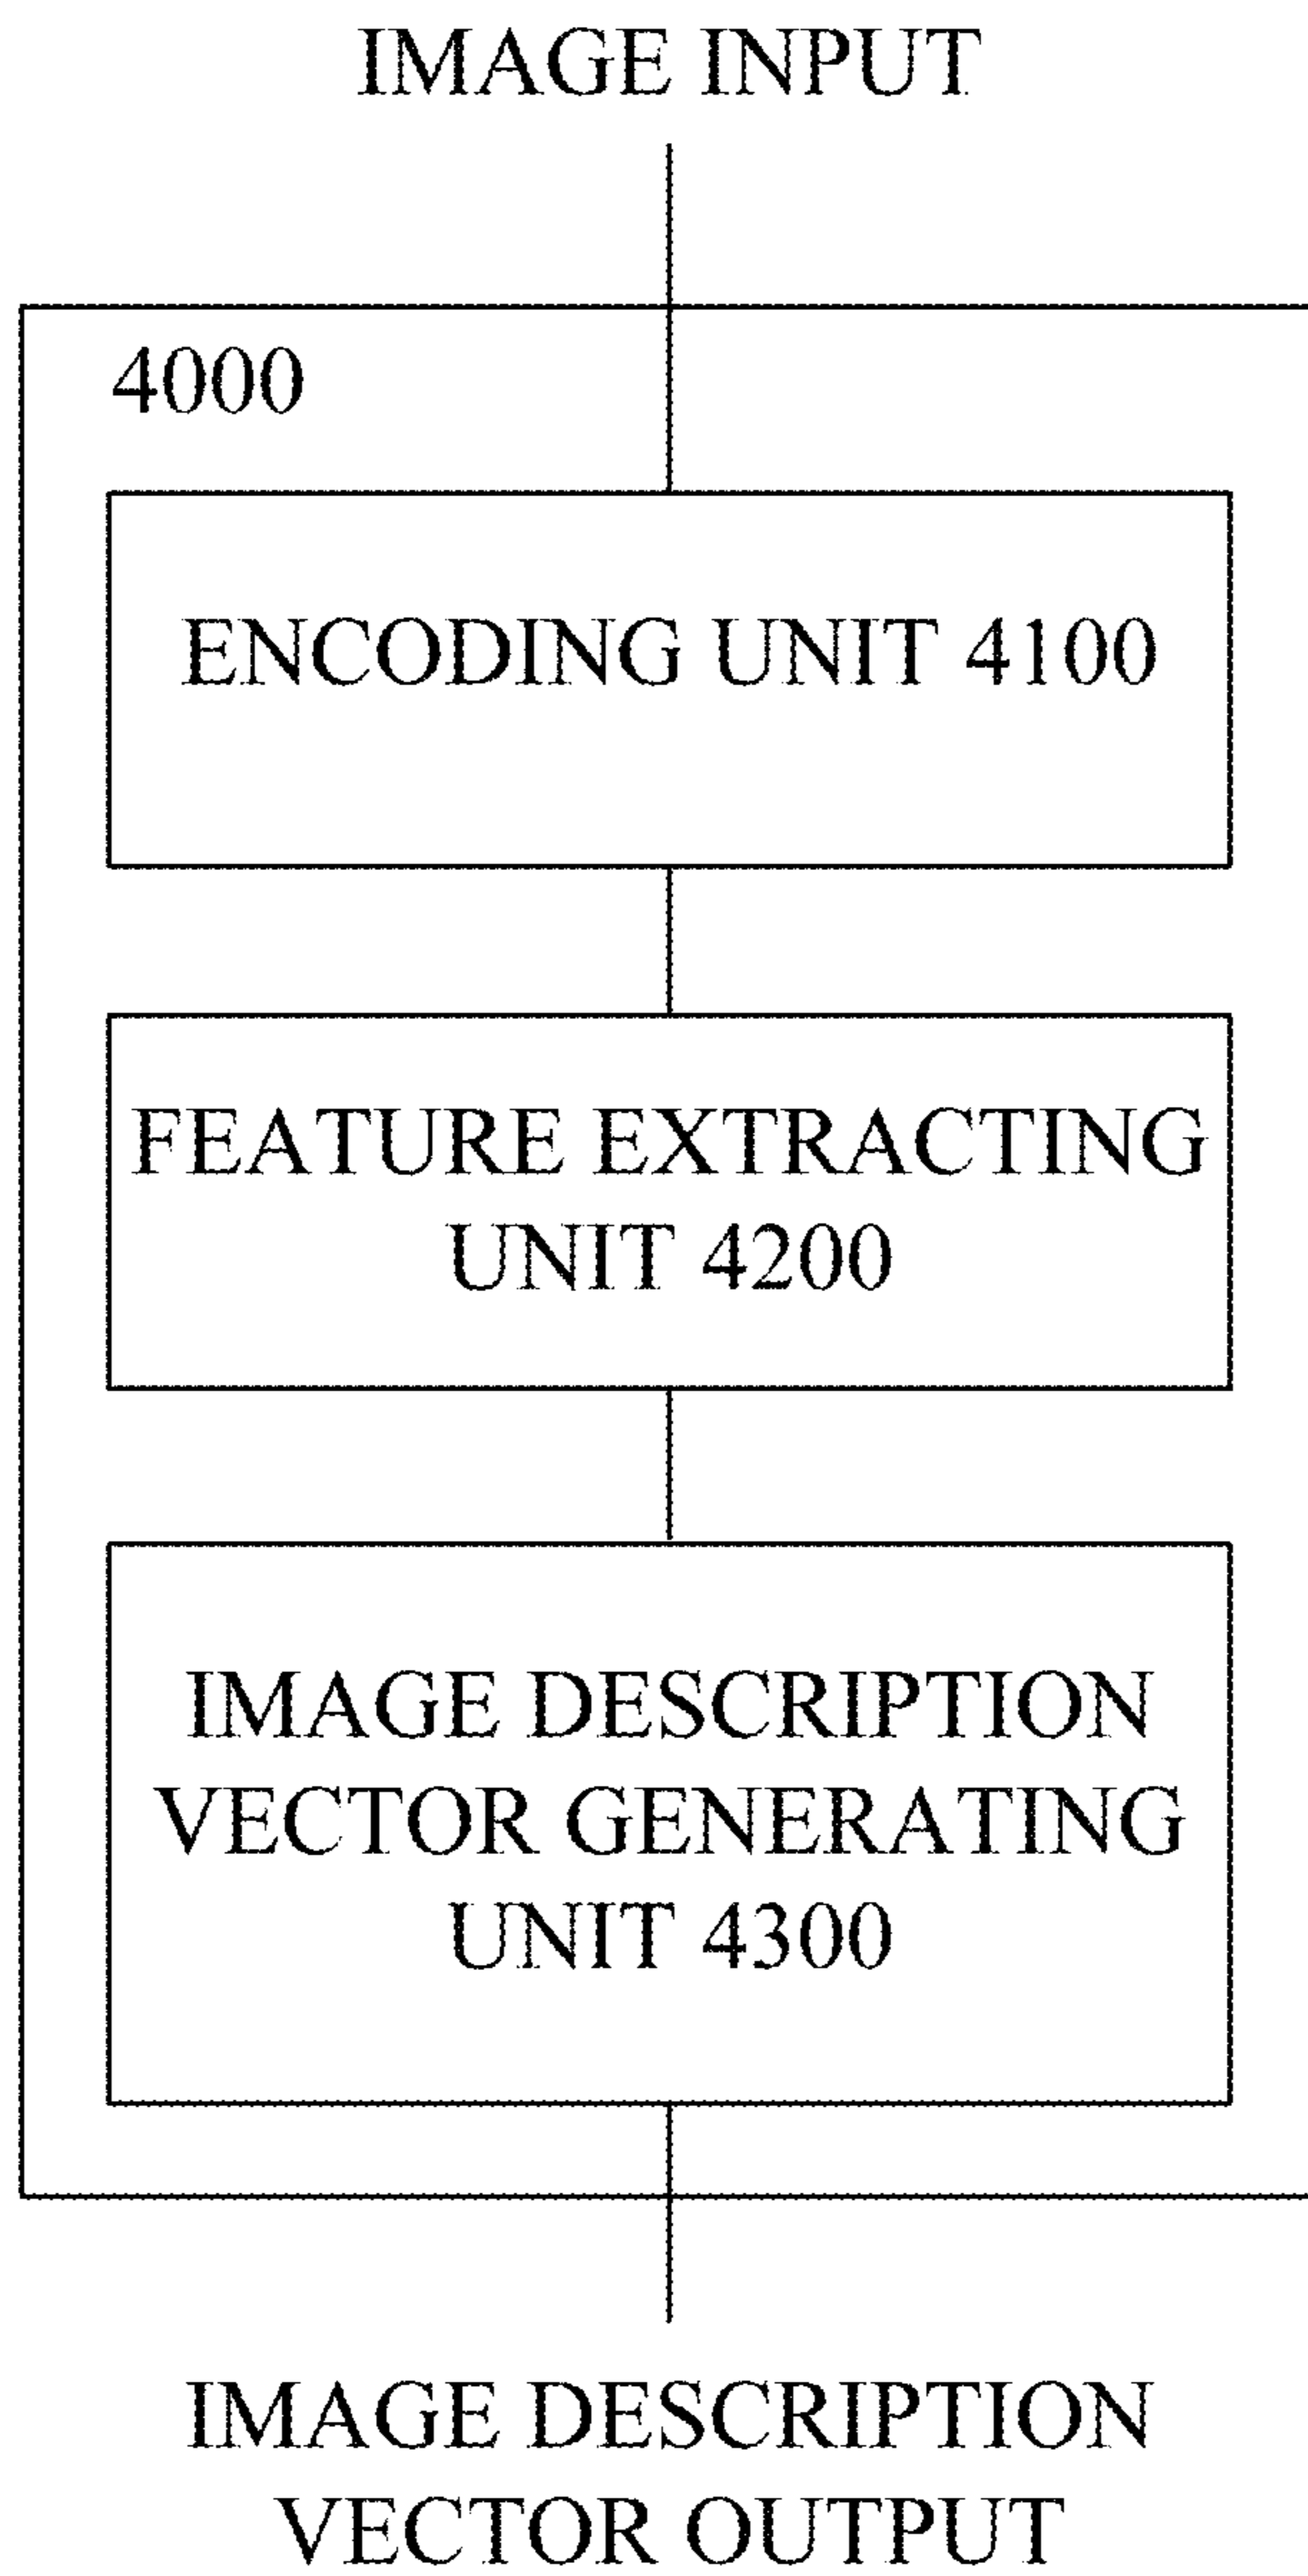 IMAGE INPUT
4000
ENCODING UNIT 4100
FEATURE EXTRACTING
UNIT 4200
IMAGE DESCRIPTION
VECTOR GENERATING
UNIT 4300
IMAGE DESCRIPTION
VECTOR OUTPUT